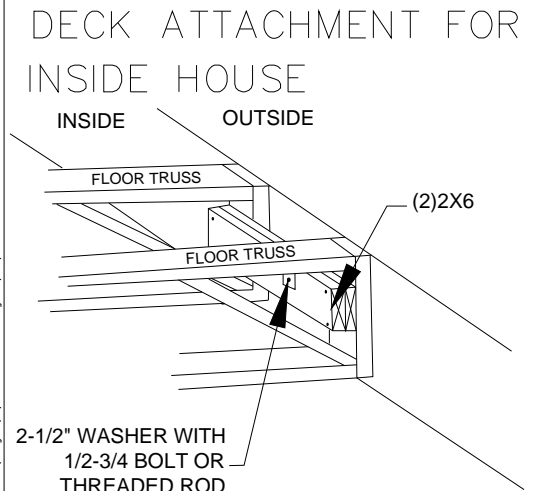 DECK ATTACHMENT FOR
INSIDE HOUSE
INSIDE
OUTSIDE
FLOOR TRUSS
(2)2X6
FLOOR TRUSS
2-1/2" WASHER WITH
1/2-3/4 BOLT OR
THREADED ROD